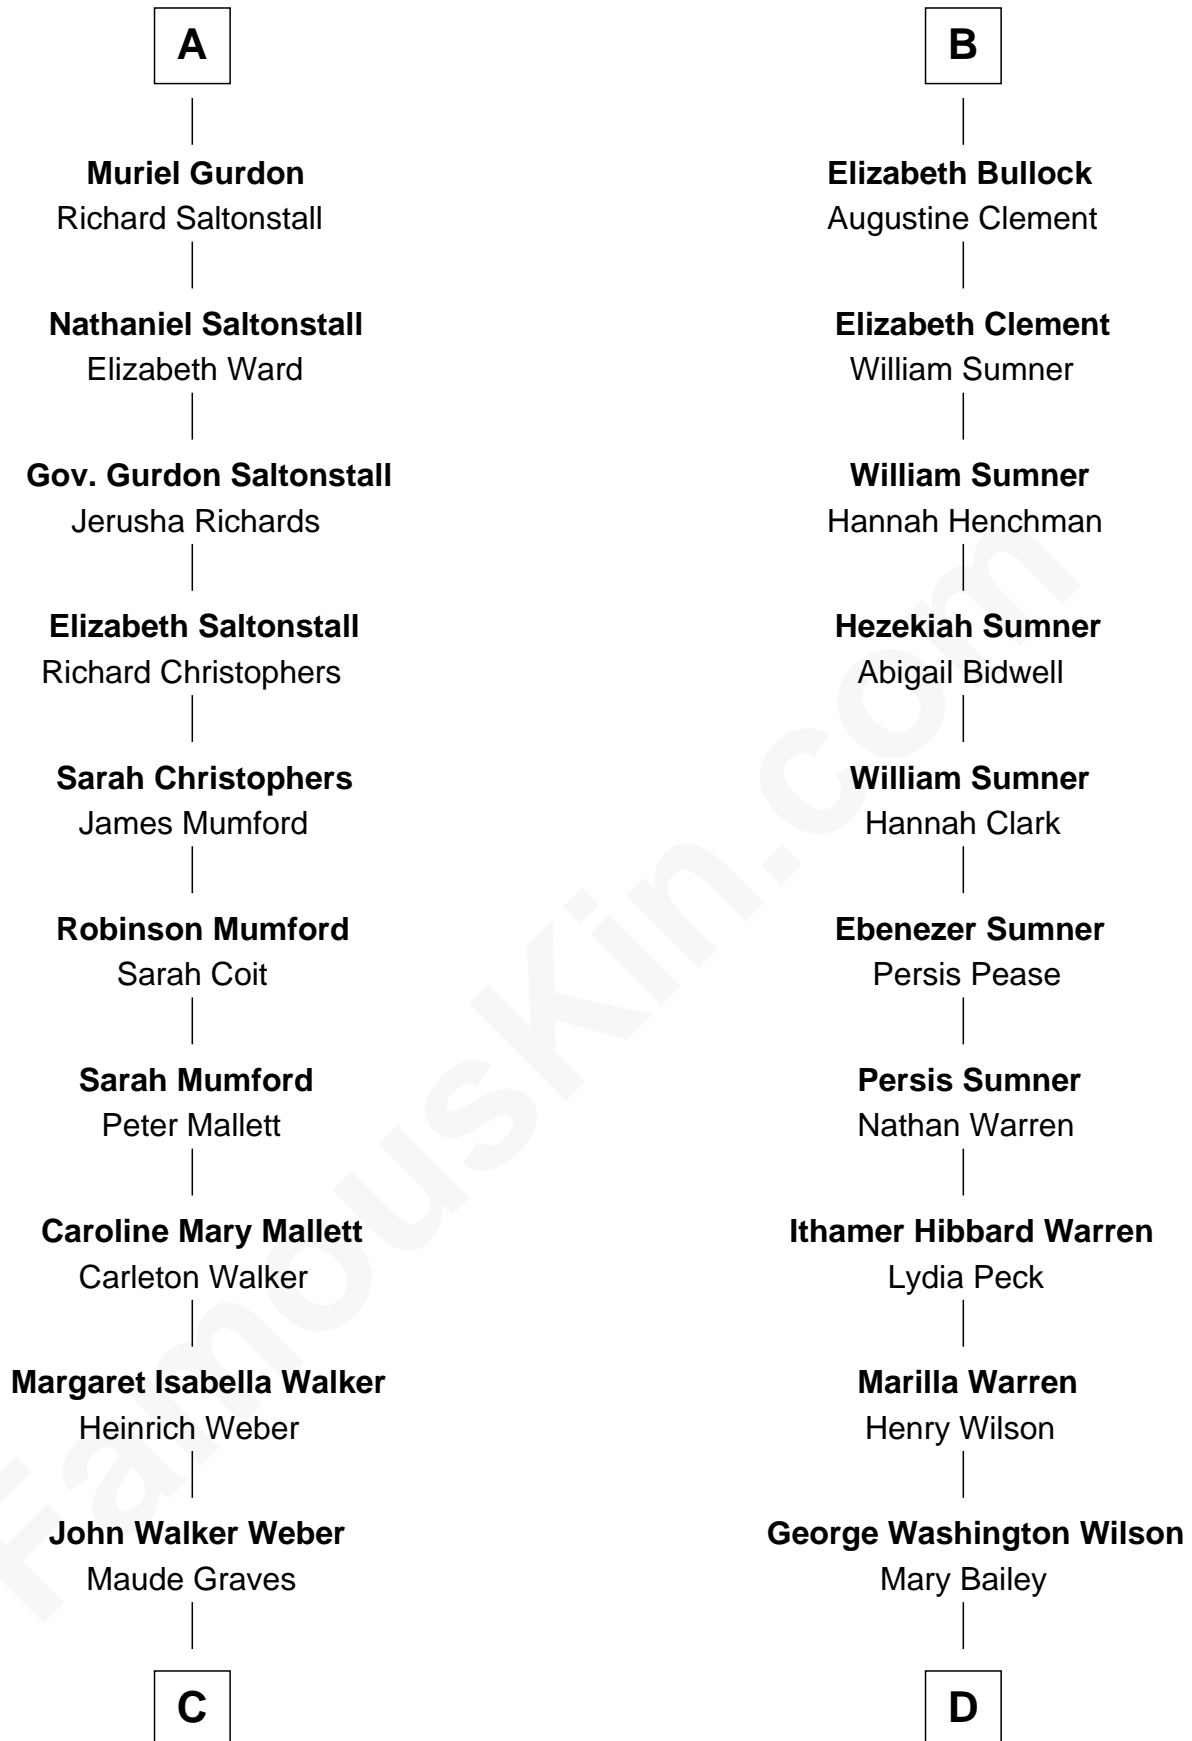 A
Muriel Gurdon
Richard Saltonstall
Nathaniel Saltonstall
Elizabeth Ward
Gov. Gurdon Saltonstall
Jerusha Richards
Elizabeth Saltonstall
Richard Christophers
Sarah Christophers
James Mumford
Robinson Mumford
Sarah Coit
Sarah Mumford
Peter Mallett
Caroline Mary Mallett
Carleton Walker
Margaret Isabella Walker
Heinrich Weber
John Walker Weber
Maude Graves
C
B
Elizabeth Bullock
Augustine Clement
Elizabeth Clement
William Sumner
William Sumner
Hannah Henchman
Hezekiah Sumner
Abigail Bidwell
William Sumner
Hannah Clark
Ebenezer Sumner
Persis Pease
Persis Sumner
Nathan Warren
Ithamer Hibbard Warren
Lydia Peck
Marilla Warren
Henry Wilson
George Washington Wilson
Mary Bailey
D
FamousKin.com